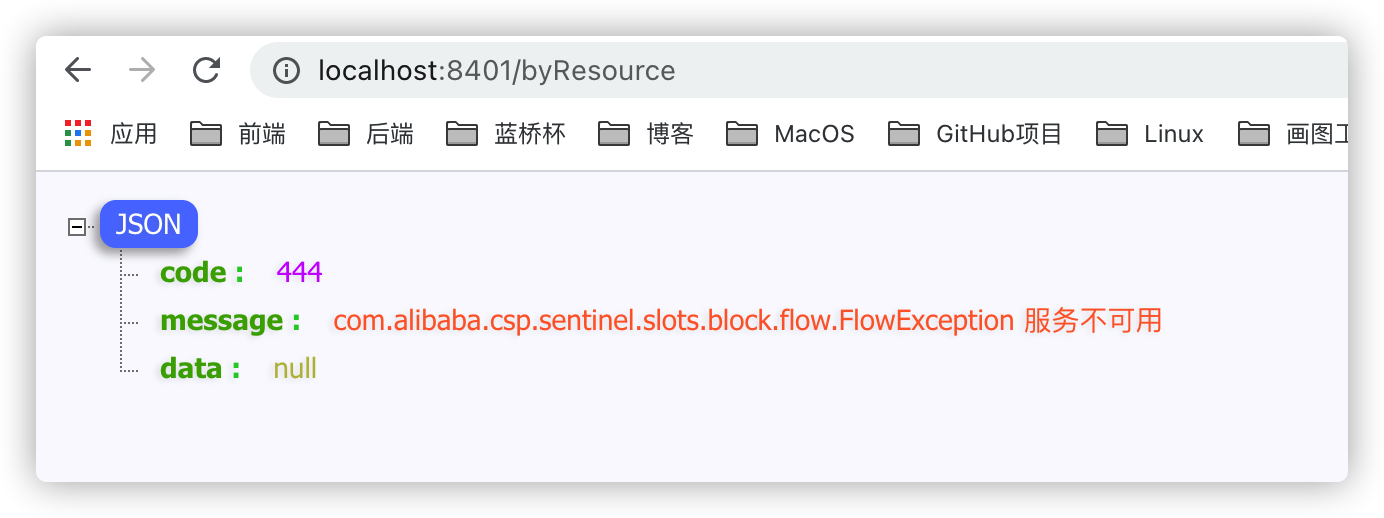 localhost:8401/byResource
应用 前端 后端 蓝桥杯 博客 MacOS GitHub项目 Linux 画图工
JSON
code : 444
message : com.alibaba.csp.sentinel.slots.block.flow.FlowException 服务不可用
data : null